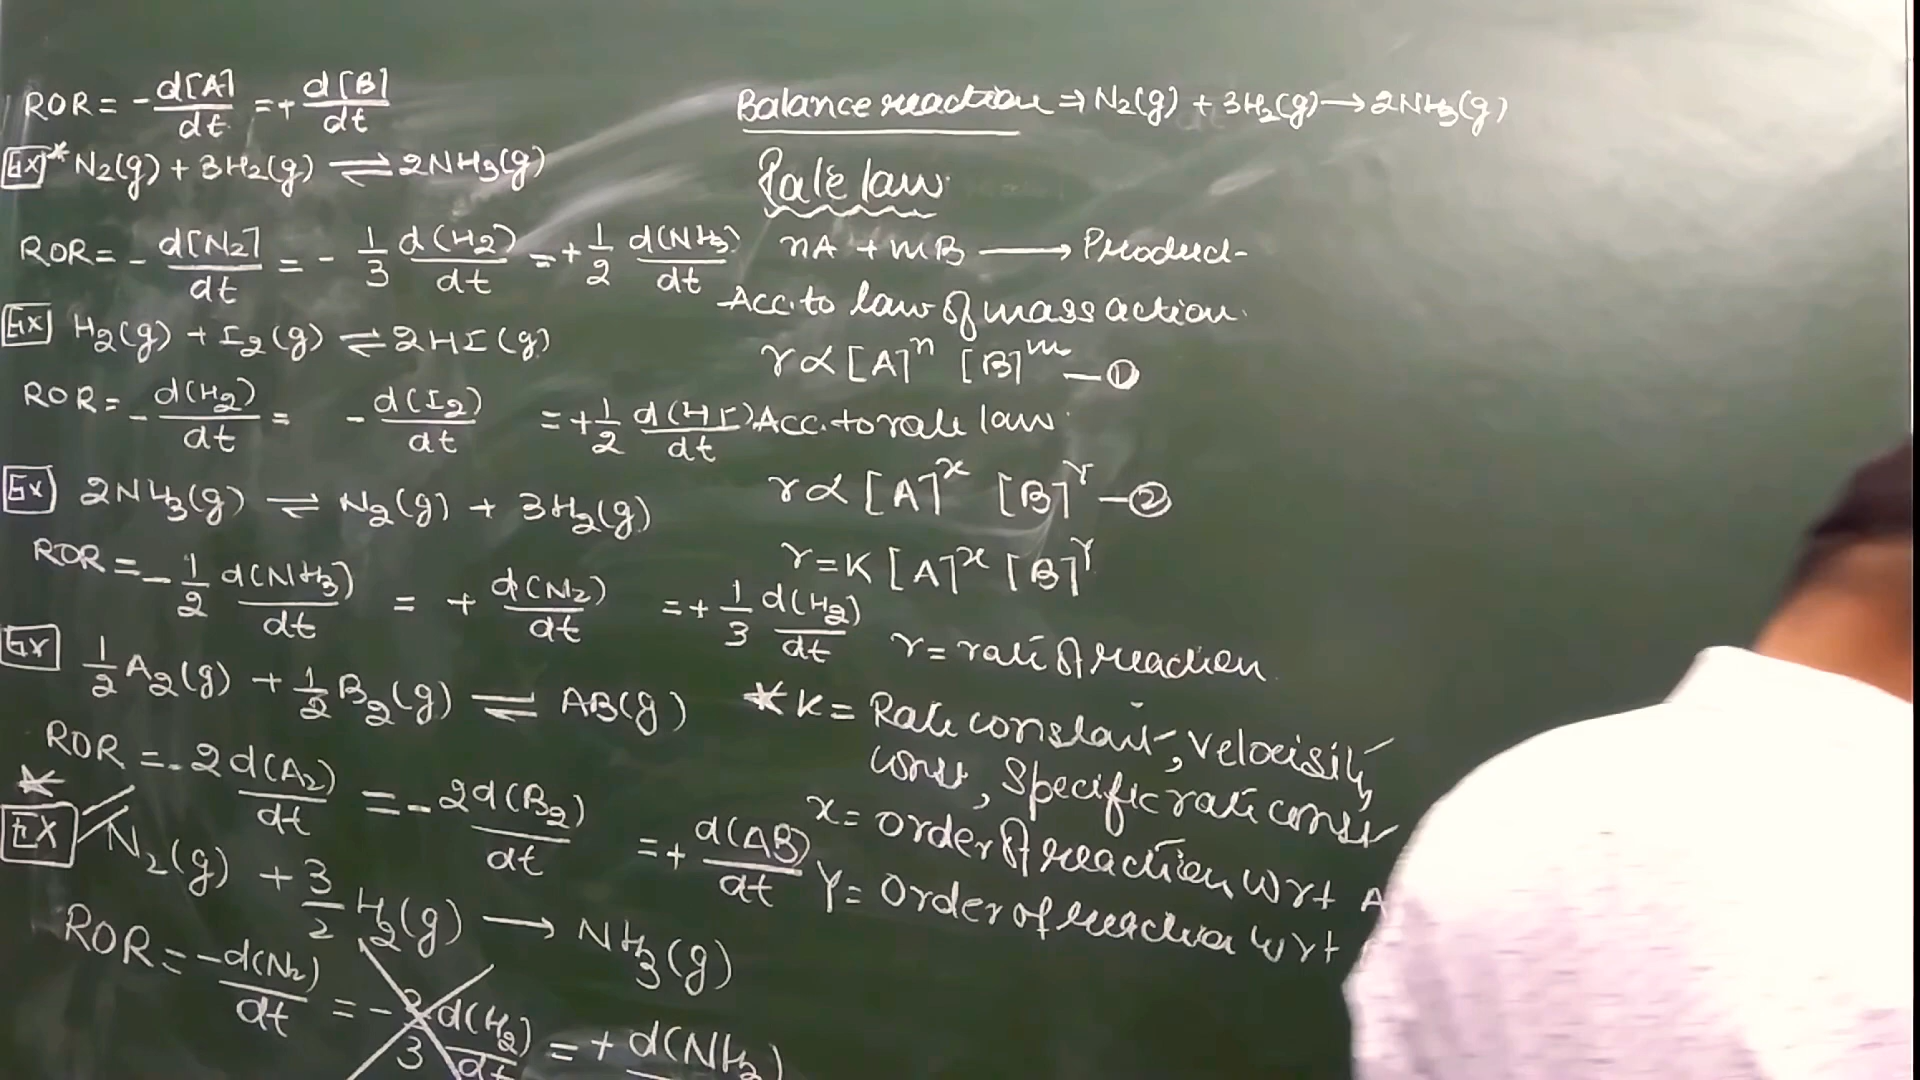 ROR = - d[A]/dt = + d[B]/dt
Ex * N₂(g) + 3H₂(g) ⇌ 2NH₃(g)
ROR = - d[N₂]/dt = - 1/3 d(H₂)/dt = + 1/2 d(NH₃)/dt
Ex H₂(g) + I₂(g) ⇌ 2HI(g)
ROR = - d(H₂)/dt = - d(I₂)/dt = + 1/2 d(HI)/dt
Ex 2NH₃(g) ⇌ N₂(g) + 3H₂(g)
ROR = - 1/2 d(NH₃)/dt = + d(N₂)/dt = + 1/3 d(H₂)/dt
Ex 1/2 A₂(g) + 1/2 B₂(g) ⇌ AB(g)
ROR = - 2d(A₂)/dt = - 2d(B₂)/dt = + d(AB)/dt
* Ex N₂(g) + 3/2 H₂(g) → NH₃(g)
ROR = - d(N₂)/dt = - 2/3 d(H₂)/dt = + d(NH₃)
Balance reaction ⇒ N₂(g) + 3H₂(g) → 2NH₃(g)
Rate law
nA + mB → Product
Acc. to law of mass action
r ∝ [A]ⁿ [B]ᵐ — ①
Acc. to rate law
r ∝ [A]ˣ [B]ʸ — ②
r = K [A]ˣ [B]ʸ
r = rate of reaction
* K = Rate constant, velocisity
const, Specific rate const
x = order of reaction wrt A
Y = Order of reaction wrt